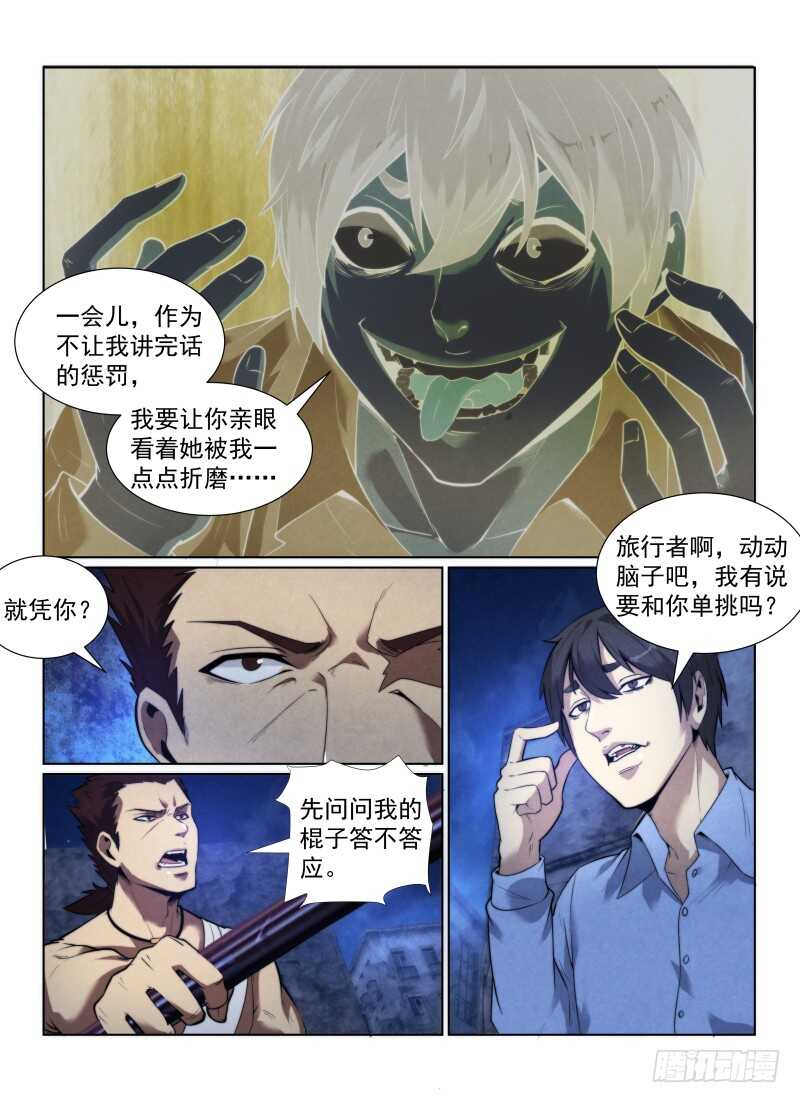 一会儿，作为
不让我讲完话
的惩罚，
我要让你亲眼
看着她被我一
点点折磨……
就凭你？
先问问我的
棍子答不答
应。
旅行者啊，动动
脑子吧，我有说
要和你单挑吗？
腾讯动漫